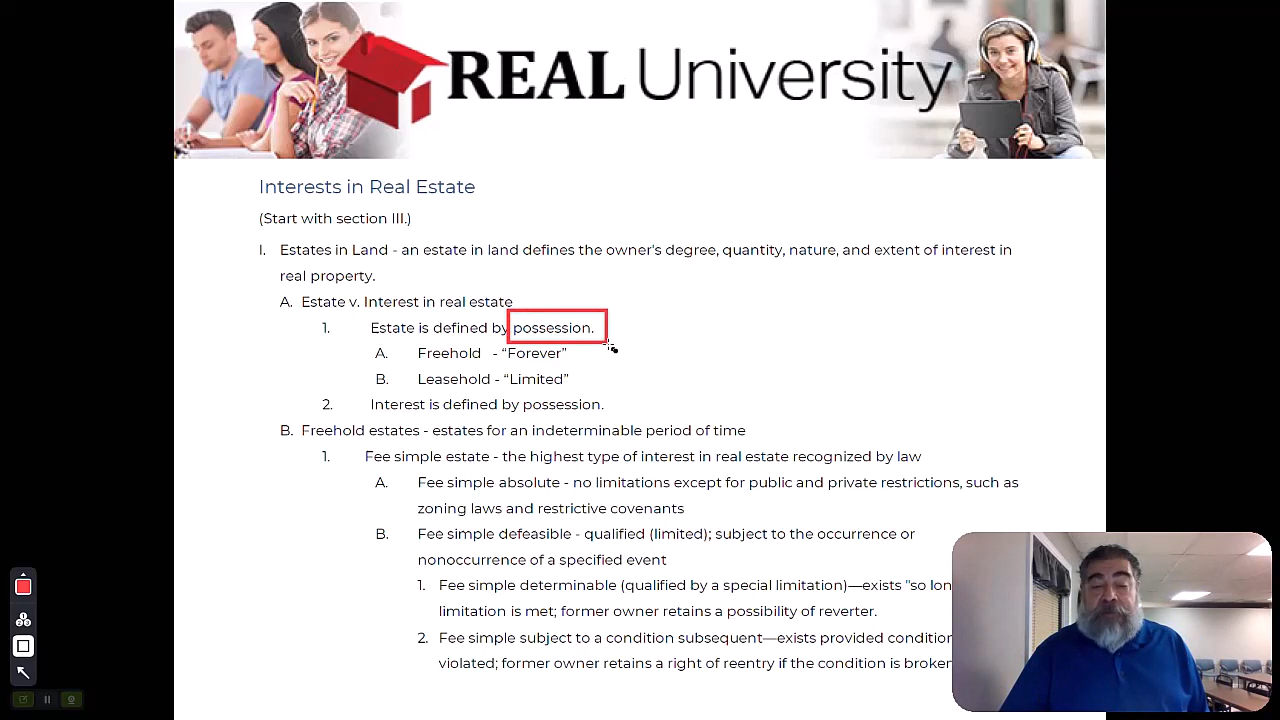 REAL University
Interests in Real Estate
(Start with section III.)
I. Estates in Land - an estate in land defines the owner's degree, quantity, nature, and extent of interest in
real property.
A. Estate v. Interest in real estate
1. Estate is defined by possession.
A. Freehold - “Forever”
B. Leasehold - “Limited”
2. Interest is defined by possession.
B. Freehold estates - estates for an indeterminable period of time
1. Fee simple estate - the highest type of interest in real estate recognized by law
A. Fee simple absolute - no limitations except for public and private restrictions, such as
zoning laws and restrictive covenants
B. Fee simple defeasible - qualified (limited); subject to the occurrence or
nonoccurrence of a specified event
1. Fee simple determinable (qualified by a special limitation)—exists "so lon
limitation is met; former owner retains a possibility of reverter.
2. Fee simple subject to a condition subsequent—exists provided condition
violated; former owner retains a right of reentry if the condition is broken